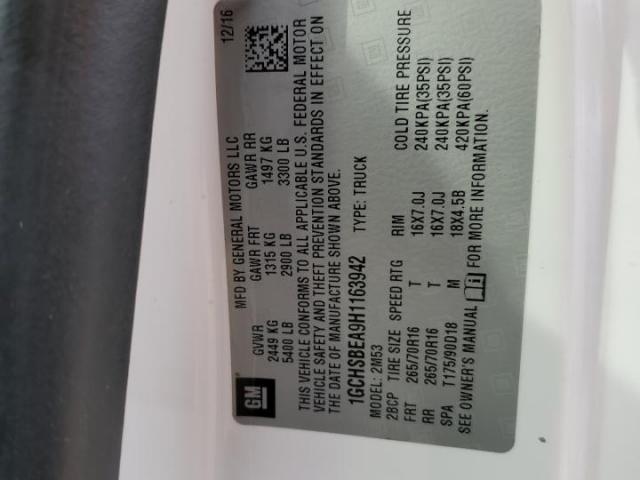 GM
MFD BY GENERAL MOTORS LLC 12/16
GVWR GAWR FRT GAWR RR
2449 KG 1315 KG 1497 KG
5400 LB 2900 LB 3300 LB
THIS VEHICLE CONFORMS TO ALL APPLICABLE U.S. FEDERAL MOTOR
VEHICLE SAFETY AND THEFT PREVENTION STANDARDS IN EFFECT ON
THE DATE OF MANUFACTURE SHOWN ABOVE.
1GCHSBEA9H1163942 TYPE: TRUCK
MODEL: 2M53
2BCP TIRE SIZE SPEED RTG RIM COLD TIRE PRESSURE
FRT 265/70R16 T 16X7.0J 240KPA(35PSI)
RR 265/70R16 T 16X7.0J 240KPA(35PSI)
SPA T175/90D18 M 18X4.5B 420KPA(60PSI)
SEE OWNER'S MANUAL FOR MORE INFORMATION.